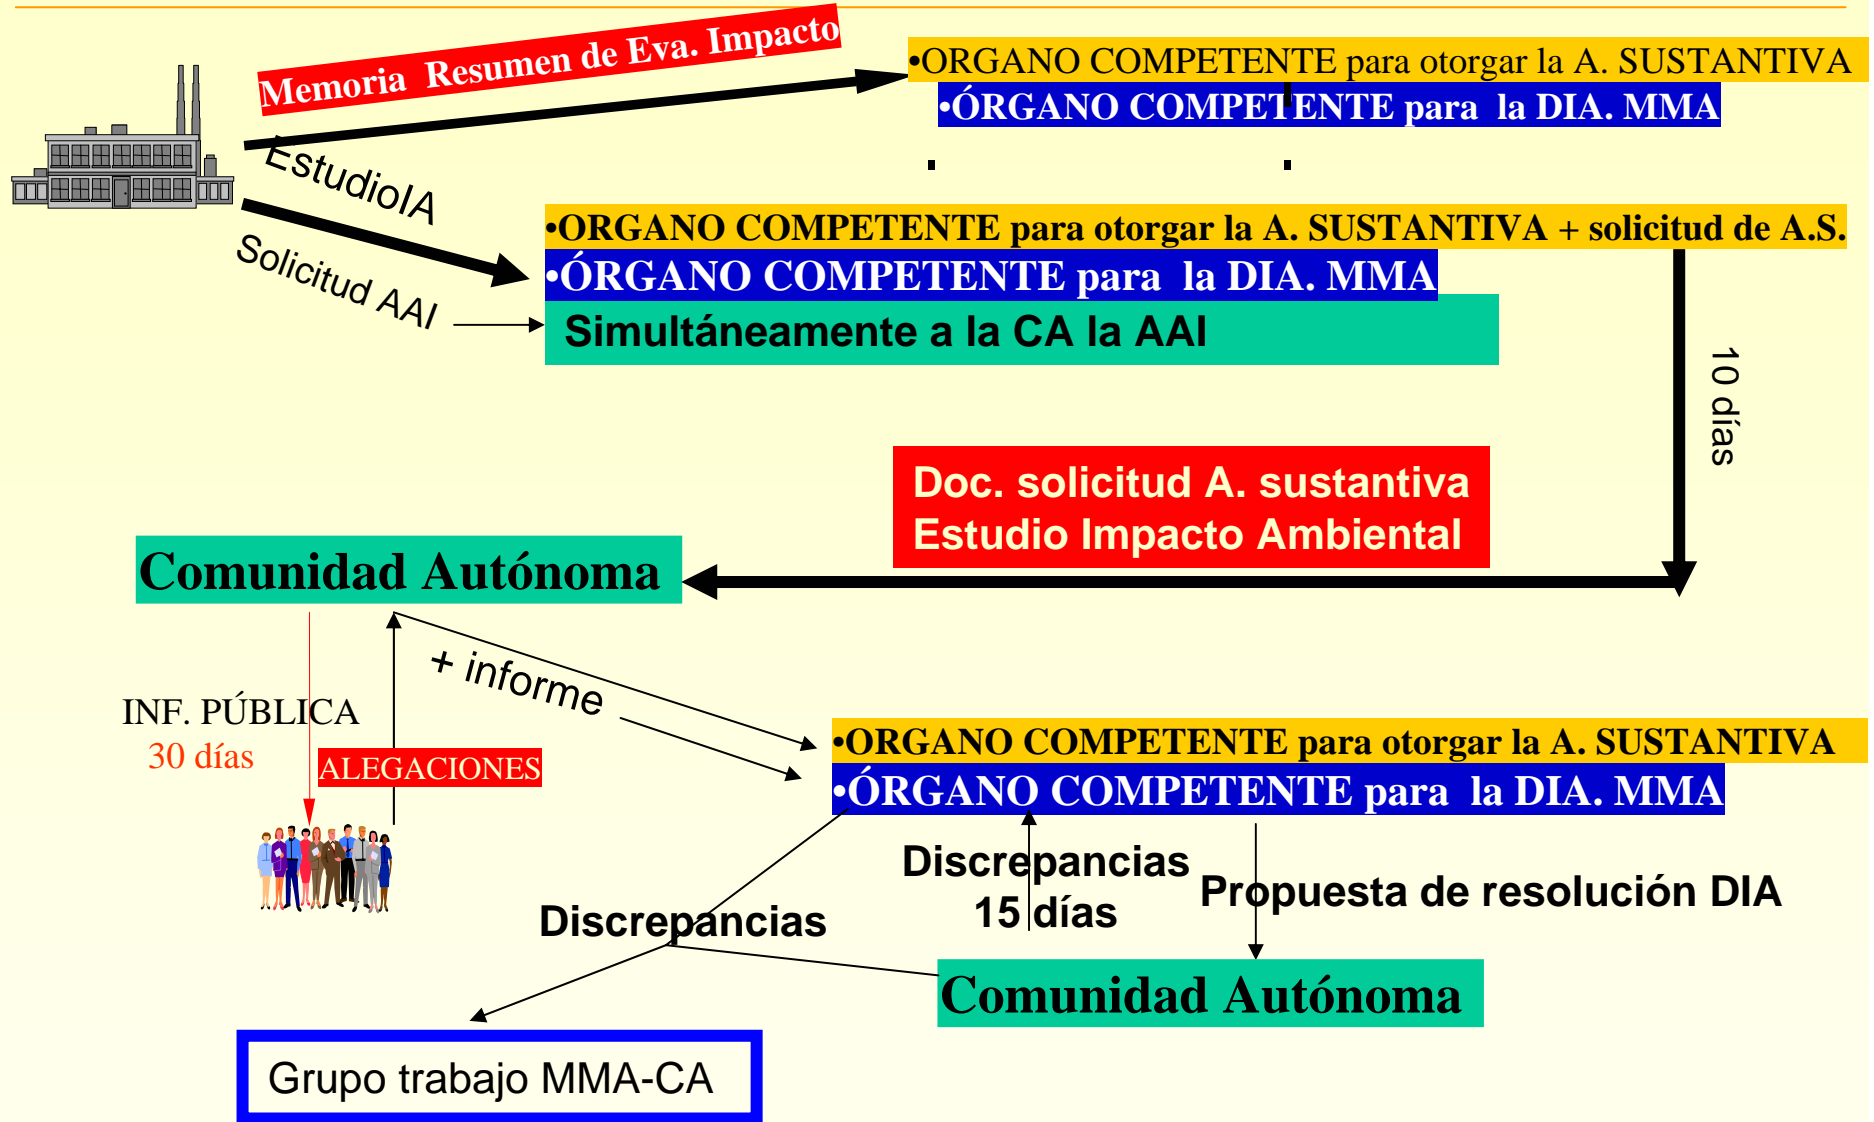 Memoria Resumen de Eva. Impacto
•ORGANO COMPETENTE para otorgar la A. SUSTANTIVA
•ÓRGANO COMPETENTE para la DIA. MMA
EstudioIA
•ORGANO COMPETENTE para otorgar la A. SUSTANTIVA + solicitud de A.S.
•ÓRGANO COMPETENTE para la DIA. MMA
Solicitud AAI
Simultáneamente a la CA la AAI
10 días
Doc. solicitud A. sustantiva
Estudio Impacto Ambiental
Comunidad Autónoma
+ informe
INF. PÚBLICA
30 días
ALEGACIONES
•ORGANO COMPETENTE para otorgar la A. SUSTANTIVA
•ÓRGANO COMPETENTE para la DIA. MMA
Discrepancias
15 días
Propuesta de resolución DIA
Discrepancias
Comunidad Autónoma
Grupo trabajo MMA-CA